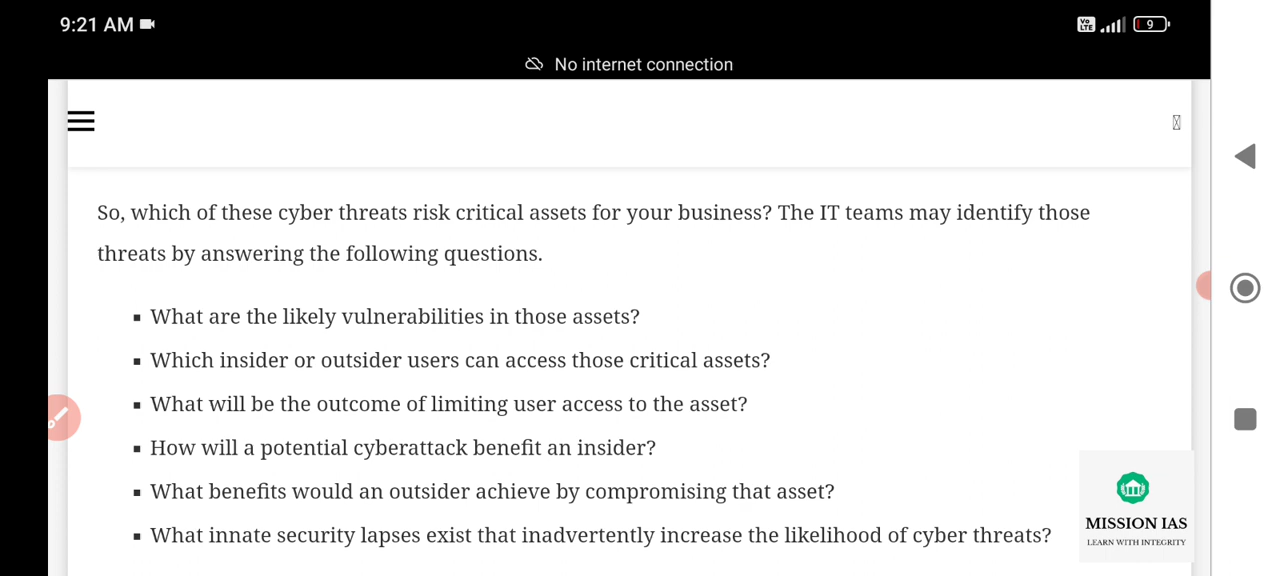 9:21 AM
Vo LTE
9
No internet connection
So, which of these cyber threats risk critical assets for your business? The IT teams may identify those
threats by answering the following questions.
▪ What are the likely vulnerabilities in those assets?
▪ Which insider or outsider users can access those critical assets?
▪ What will be the outcome of limiting user access to the asset?
▪ How will a potential cyberattack benefit an insider?
▪ What benefits would an outsider achieve by compromising that asset?
▪ What innate security lapses exist that inadvertently increase the likelihood of cyber threats?
MISSION IAS
LEARN WITH INTEGRITY